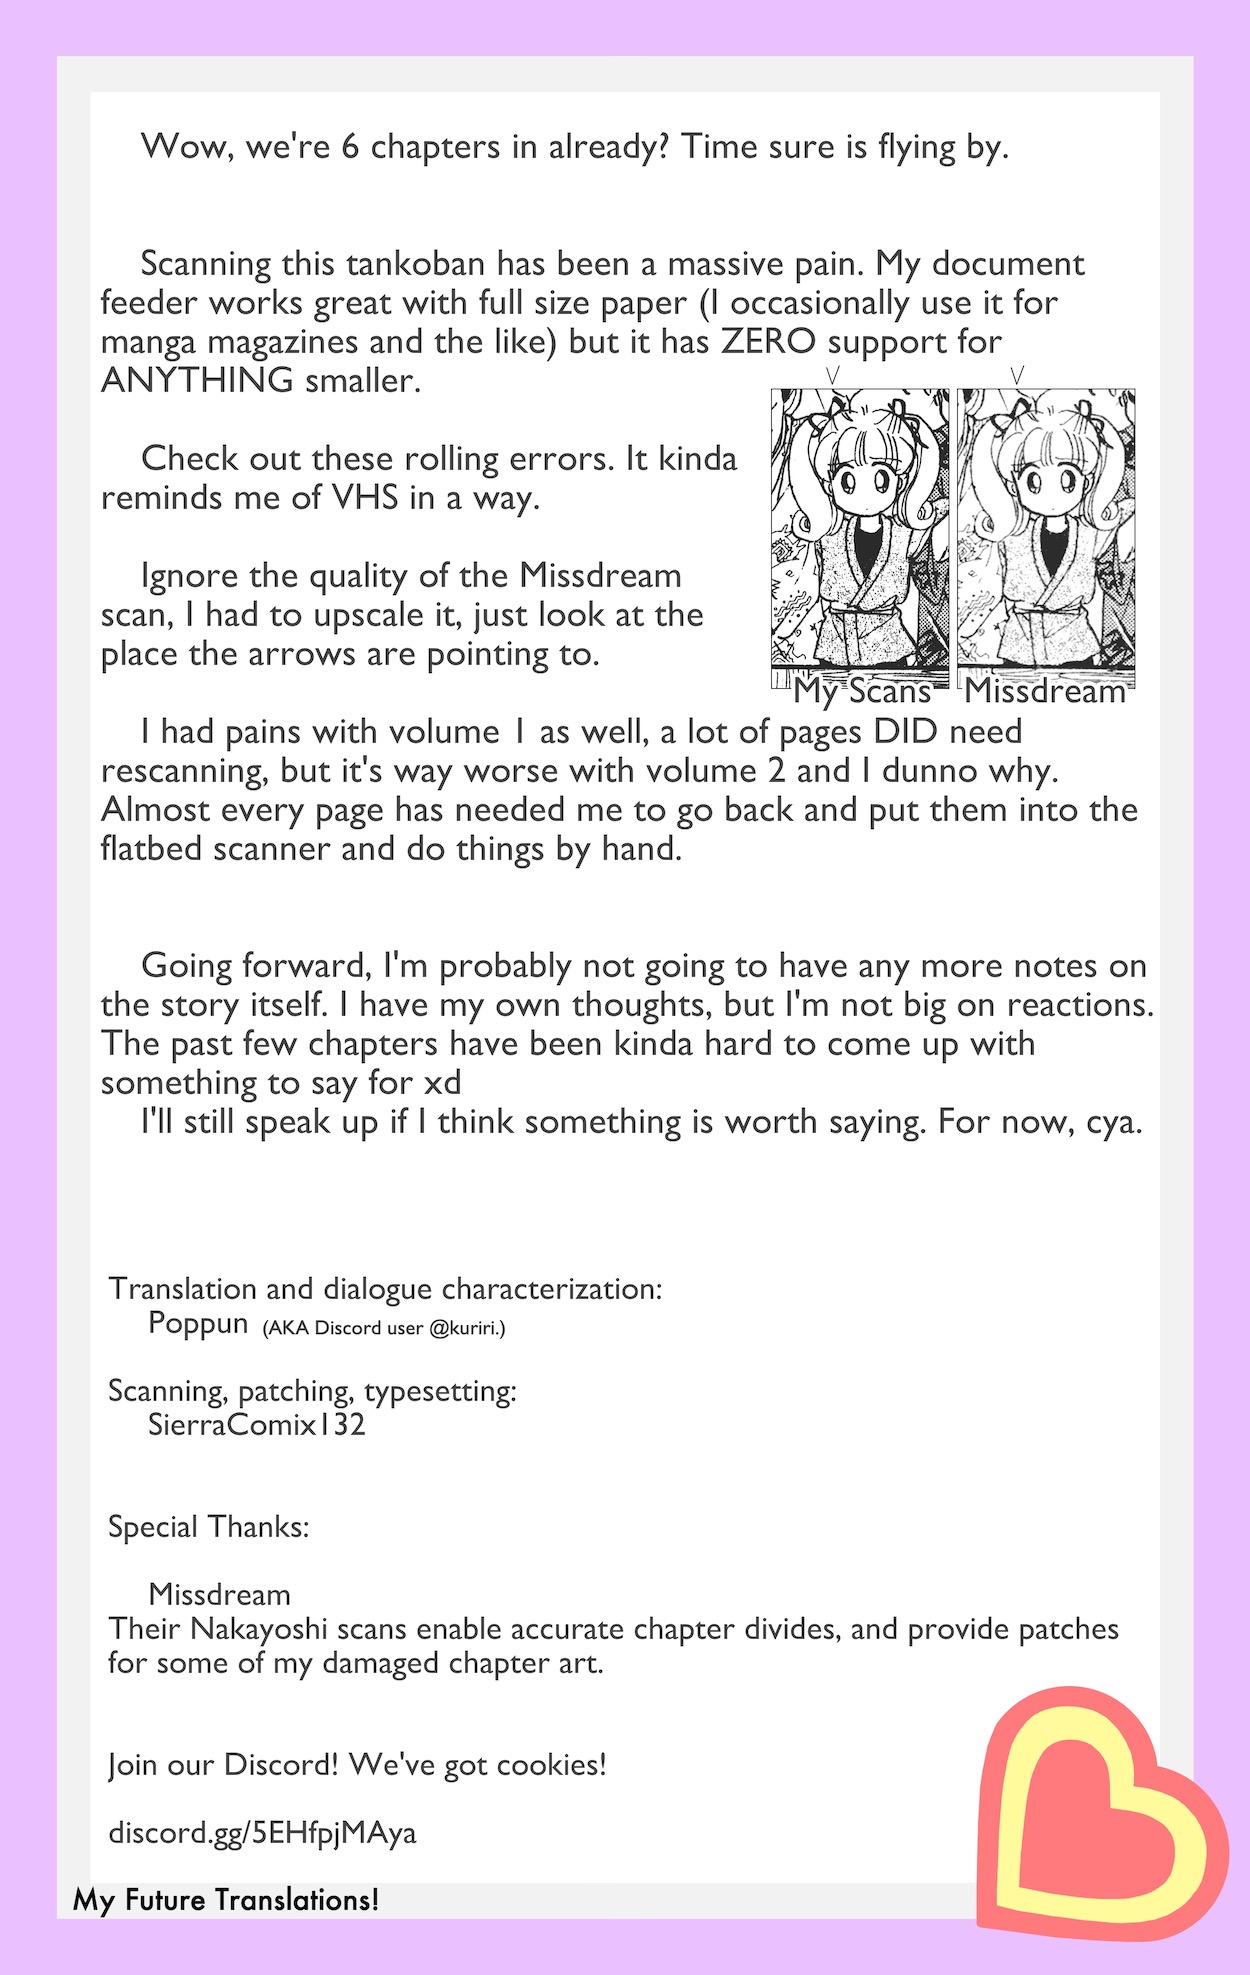 Wow, we're 6 chapters in already? Time sure is flying by.
Scanning this tankoban has been a massive pain. My document
feeder works great with full size paper (I occasionally use it for
manga magazines and the like) but it has ZERO support for
ANYTHING smaller.
Check out these rolling errors. It kinda
reminds me of VHS in a way.
Ignore the quality of the Missdream
scan, I had to upscale it, just look at the
place the arrows are pointing to.
My Scans
Missdream
I had pains with volume 1 as well, a lot of pages DID need
rescanning, but it's way worse with volume 2 and I dunno why.
Almost every page has needed me to go back and put them into the
flatbed scanner and do things by hand.
Going forward, I'm probably not going to have any more notes on
the story itself. I have my own thoughts, but I'm not big on reactions.
The past few chapters have been kinda hard to come up with
something to say for xd
I'll still speak up if I think something is worth saying. For now, cya.
Translation and dialogue characterization:
Poppun (AKA Discord user @kuriri.)
Scanning, patching, typesetting:
SierraComix132
Special Thanks:
Missdream
Their Nakayoshi scans enable accurate chapter divides, and provide patches
for some of my damaged chapter art.
Join our Discord! We've got cookies!
discord.gg/5EHfpjMAya
My Future Translations!